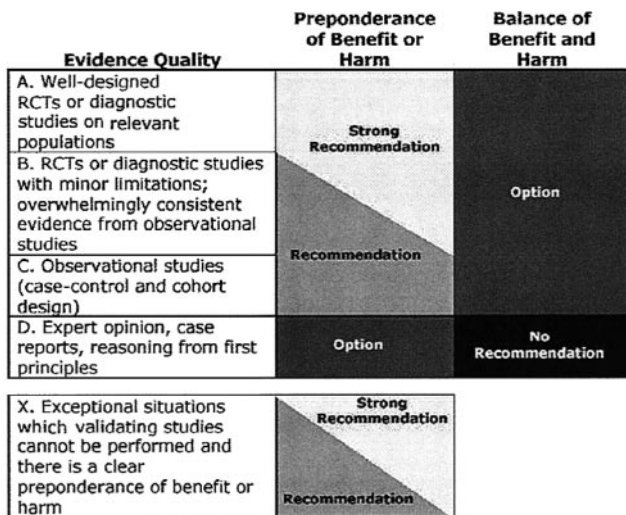 Evidence Quality
Preponderance
of Benefit or
Harm
Balance of
Benefit and
Harm
A. Well-designed
RCTs or diagnostic
studies on relevant
populations
B. RCTs or diagnostic studies
with minor limitations;
overwhelmingly consistent
evidence from observational
studies
C. Observational studies
(case-control and cohort
design)
Strong
Recommendation
Recommendation
Option
D. Expert opinion, case
reports, reasoning from first
principles
Option
No
Recommendation
X. Exceptional situations
which validating studies
cannot be performed and
there is a clear
preponderance of benefit or
harm
Strong
Recommendation
Recommendation